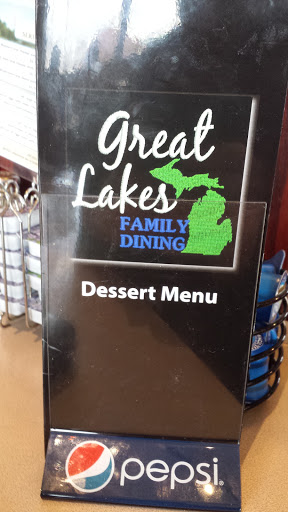 Great
Lakes
FAMILY
DINING
Dessert Menu
pepsi